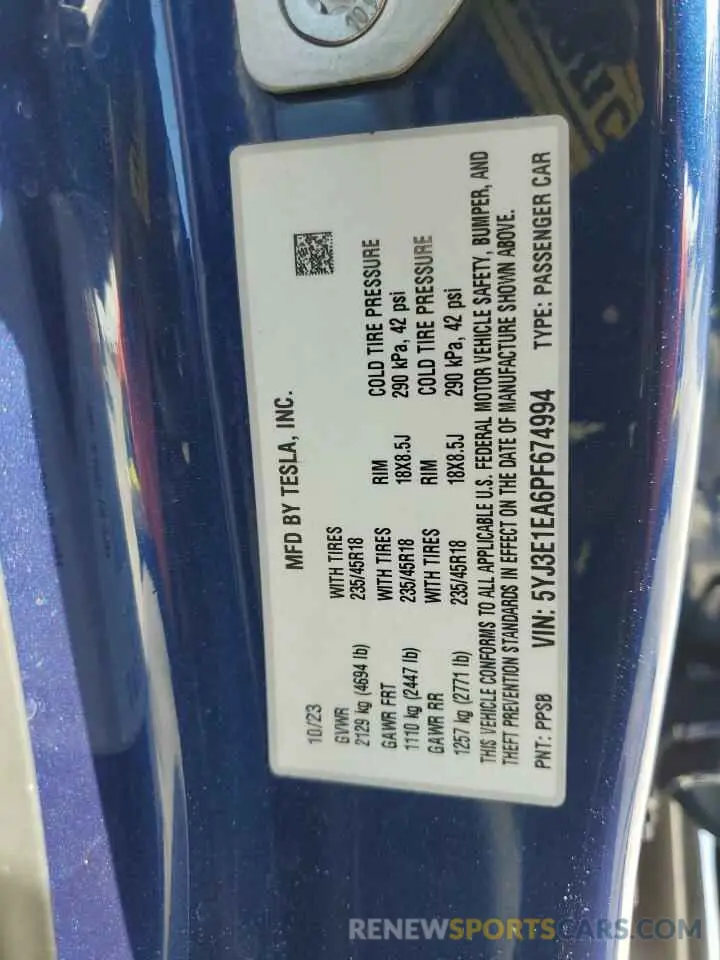 MFD BY TESLA, INC.
10/23
GVWR WITH TIRES
2129 kg (4694 lb) 235/45R18
GAWR FRT WITH TIRES RIM COLD TIRE PRESSURE
1110 kg (2447 lb) 235/45R18 18X8.5J 290 kPa, 42 psi
GAWR RR WITH TIRES RIM COLD TIRE PRESSURE
1257 kg (2771 lb) 235/45R18 18X8.5J 290 kPa, 42 psi
THIS VEHICLE CONFORMS TO ALL APPLICABLE U.S. FEDERAL MOTOR VEHICLE SAFETY, BUMPER, AND
THEFT PREVENTION STANDARDS IN EFFECT ON THE DATE OF MANUFACTURE SHOWN ABOVE.
PNT: PPSB VIN: 5YJ3E1EA6PF674994 TYPE: PASSENGER CAR
RENEWSPORTSCARS.COM